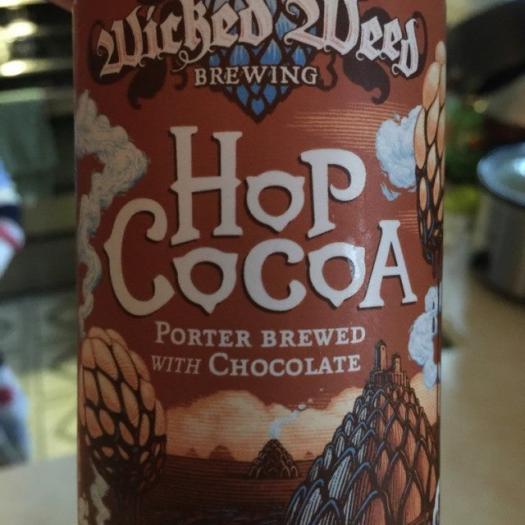 Wicked Weed
BREWING
HOP
COCOA
PORTER BREWED
WITH CHOCOLATE